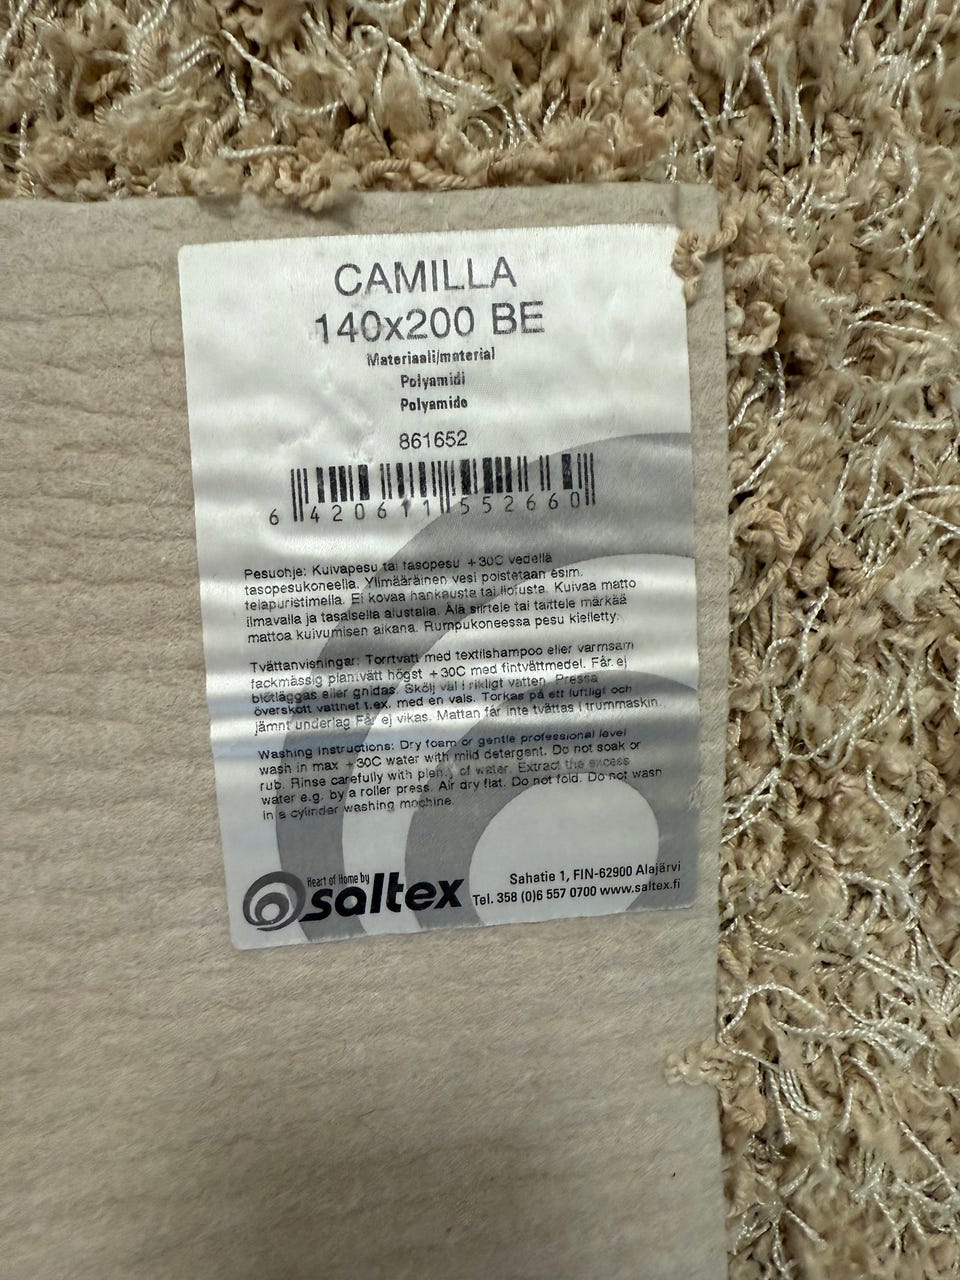 CAMILLA
140x200 BE
Materiaali/material
Polyamidi
Polyamide
861652
6 420611 552660
Pesuohje: Kuivapesu tai tasopesu +30C vedellä
tasopesukoneella. Ylimääräinen vesi poistetaan esim.
telapuristimella. Ei kovaa hankausta tai liotusta. Kuivaa matto
ilmavalla ja tasaisella alustalla. Älä siirtele tai taittele märkää
mattoa kuivumisen aikana. Rumpukoneessa pesu kielletty.
Tvättanvisningar: Torrtvätt med textilshampoo eller varmsam
fackmässig plantvätt högst +30C med fintvättmedel. Får ej
blötläggas eller gnidas. Skölj väl i rikligt vatten. Pressa
överskott vattnet t.ex. med en vals. Torkas på ett luftligt och
jämnt underlag Får ej vikas. Mattan får inte tvättas i trummaskin.
Washing instructions: Dry foam or gentle professional level
wash in max +30C water with mild detergent. Do not soak or
rub. Rinse carefully with plenty of water. Extract the excess
water e.g. by a roller press. Air dry flat. Do not fold. Do not wash
in a cylinder washing machine.
Heart of Home by
saltex
Sahatie 1, FIN-62900 Alajärvi
Tel. 358 (0)6 557 0700 www.saltex.fi